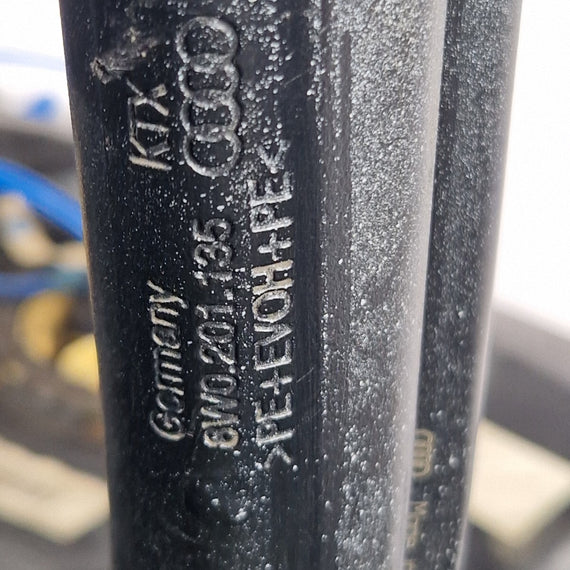 KTX
Germany
8W0.201.135
>PE+EVOH+PE<